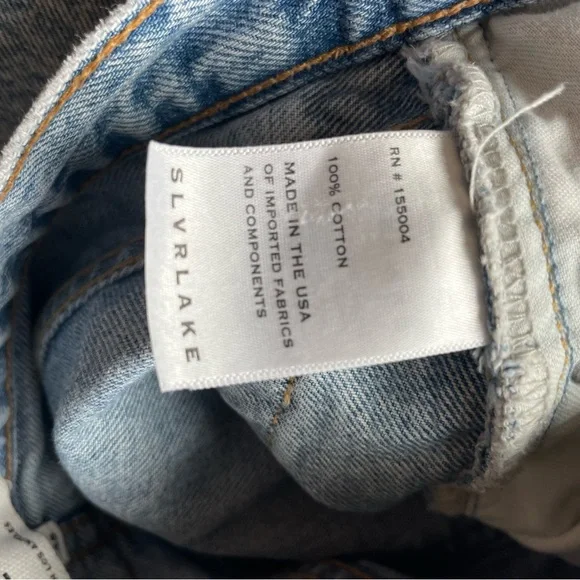 SLVRLAKE
MADE IN THE USA
OF IMPORTED FABRICS
AND COMPONENTS
100% COTTON
RN # 155004